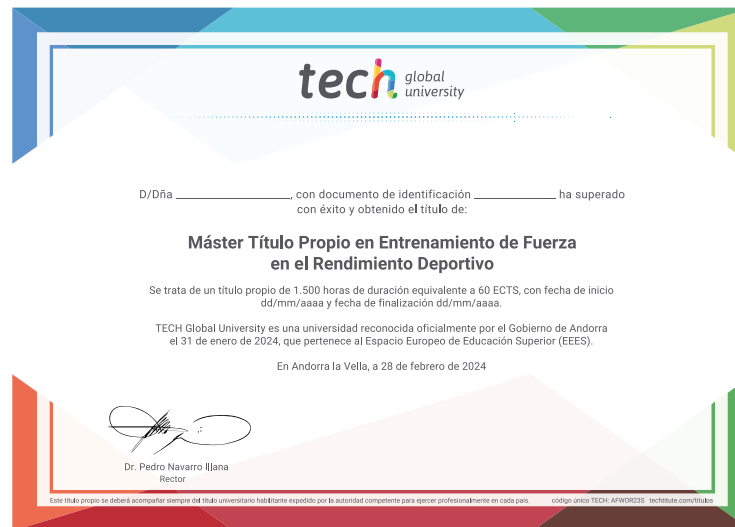 tech global university
D/Dña ____________________, con documento de identificación ______________ ha superado
con éxito y obtenido el título de:
Máster Título Propio en Entrenamiento de Fuerza
en el Rendimiento Deportivo
Se trata de un título propio de 1.500 horas de duración equivalente a 60 ECTS, con fecha de inicio
dd/mm/aaaa y fecha de finalización dd/mm/aaaa.
TECH Global University es una universidad reconocida oficialmente por el Gobierno de Andorra
el 31 de enero de 2024, que pertenece al Espacio Europeo de Educación Superior (EEES).
En Andorra la Vella, a 28 de febrero de 2024
Dr. Pedro Navarro Illana
Rector
Este título propio se deberá acompañar siempre del título universitario habilitante expedido por la autoridad competente para ejercer profesionalmente en cada país. código único TECH: AFWOR23S techtitute.com/titulos